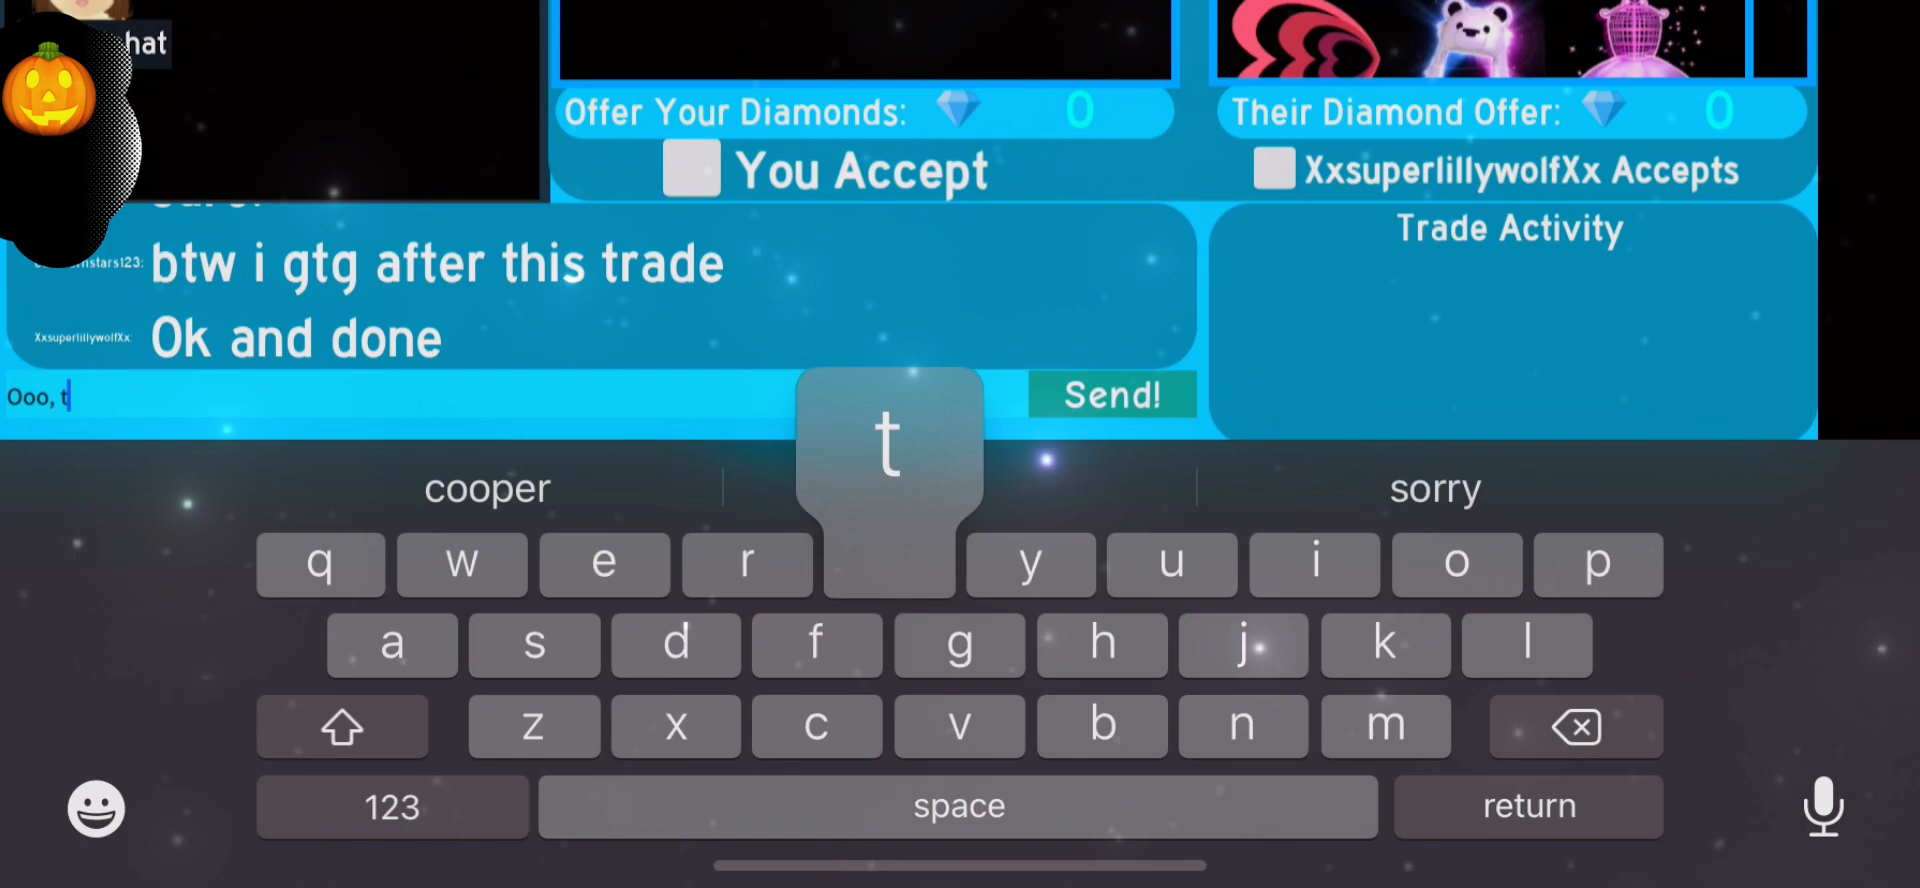 hat
Offer Your Diamonds: 0
Their Diamond Offer: 0
You Accept
XxsuperlillywolfXx Accepts
Trade Activity
nstars123: btw i gtg after this trade
XxsuperlillywolfXx: Ok and done
Ooo, t
Send!
t
cooper
sorry
q w e r y u i o p
a s d f g h j k l
z x c v b n m
123
space
return